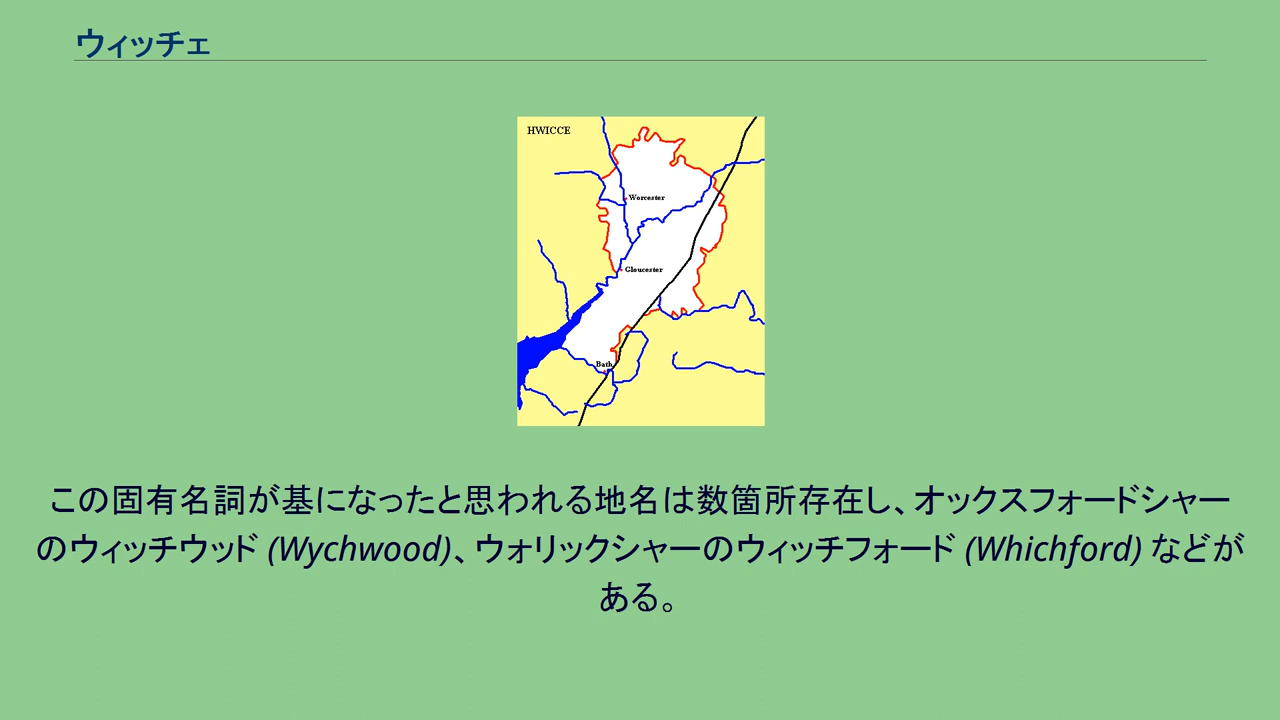 ウィッチェ
HWICCE
Worcester
Gloucester
Bath
この固有名詞が基になったと思われる地名は数箇所存在し、オックスフォードシャー
のウィッチウッド (Wychwood)、ウォリックシャーのウィッチフォード (Whichford) などが
ある。